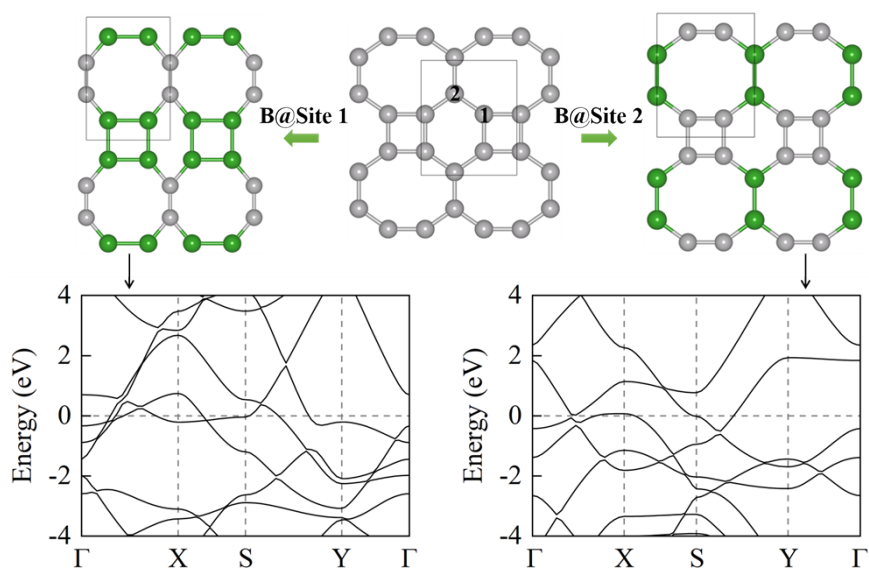 B@Site 1
2
1
B@Site 2
Energy (eV)
4
2
0
-2
-4
Γ X S Y Γ
Energy (eV)
4
2
0
-2
-4
Γ X S Y Γ